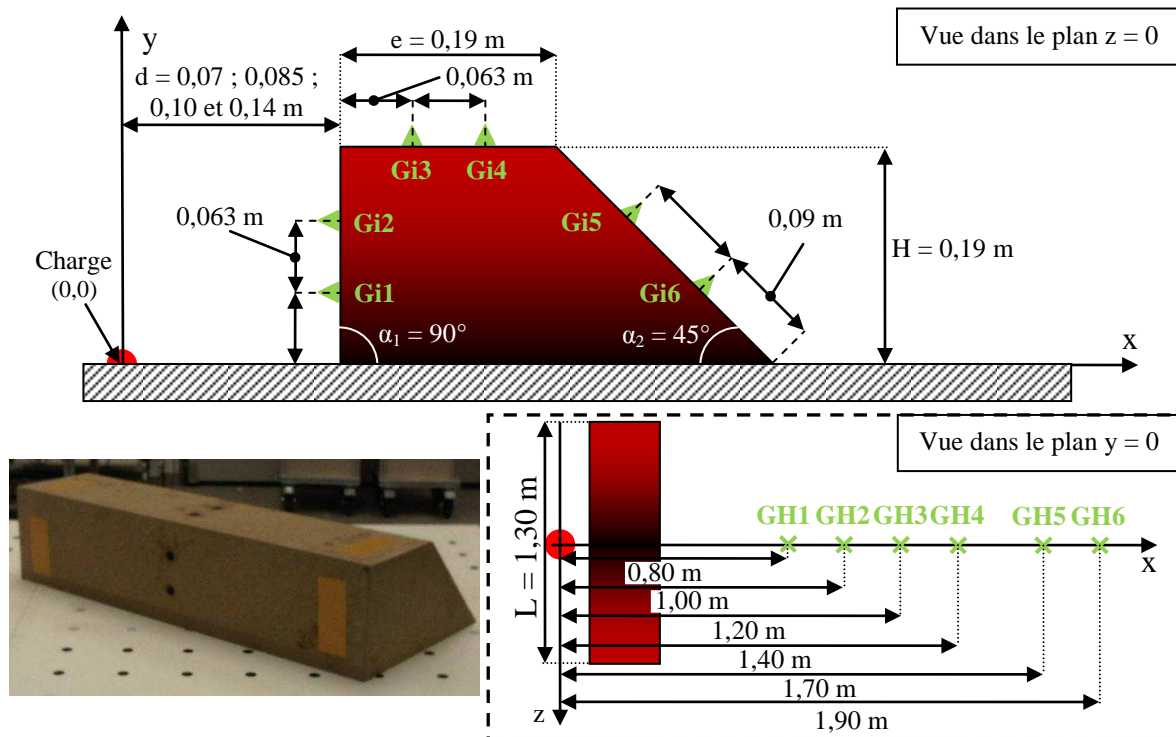 Vue dans le plan z = 0
y
e = 0,19 m
d = 0,07 ; 0,085 ;
0,10 et 0,14 m
0,063 m
Gi3
Gi4
Gi2
0,063 m
Gi5
0,09 m
H = 0,19 m
Charge
(0,0)
Gi1
Gi6
α₁ = 90°
α₂ = 45°
x
Vue dans le plan y = 0
L = 1,30 m
GH1
GH2
GH3
GH4
GH5
GH6
x
0,80 m
1,00 m
1,20 m
1,40 m
1,70 m
1,90 m
z